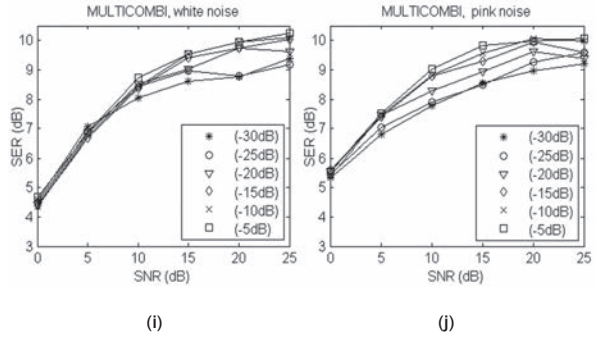 MULTICOMBI, white noise
10
9
8
7
6
5
4
3
SER (dB)
0 5 10 15 20 25
SNR (dB)
(-30dB)
(-25dB)
(-20dB)
(-15dB)
(-10dB)
(-5dB)
(i)
MULTICOMBI, pink noise
10
9
8
7
6
5
4
3
SER (dB)
0 5 10 15 20 25
SNR (dB)
(-30dB)
(-25dB)
(-20dB)
(-15dB)
(-10dB)
(-5dB)
(j)